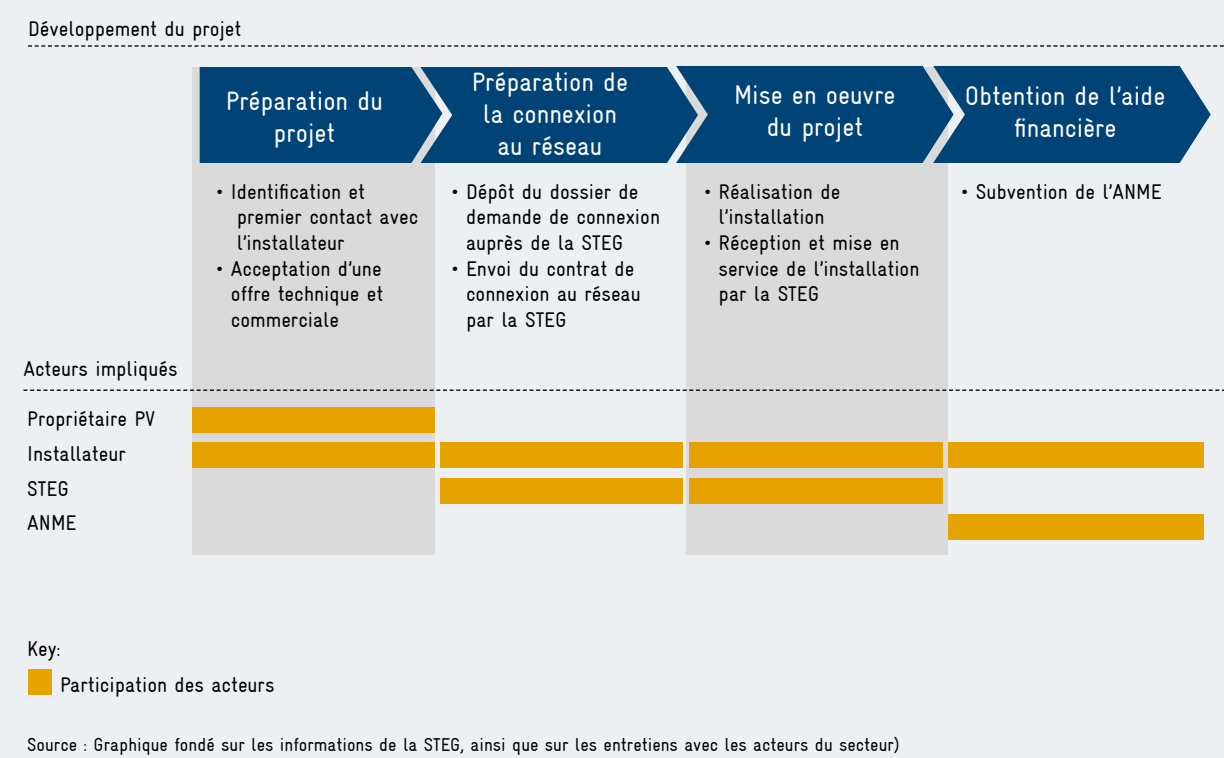 Développement du projet
Préparation du
projet
Préparation de
la connexion
au réseau
Mise en oeuvre
du projet
Obtention de l'aide
financière
• Identification et
premier contact avec
l'installateur
• Acceptation d'une
offre technique et
commerciale
• Dépôt du dossier de
demande de connexion
auprès de la STEG
• Envoi du contrat de
connexion au réseau
par la STEG
• Réalisation de
l'installation
• Réception et mise en
service de l'installation
par la STEG
• Subvention de l'ANME
Acteurs impliqués
Propriétaire PV
Installateur
STEG
ANME
Key:
Participation des acteurs
Source : Graphique fondé sur les informations de la STEG, ainsi que sur les entretiens avec les acteurs du secteur)